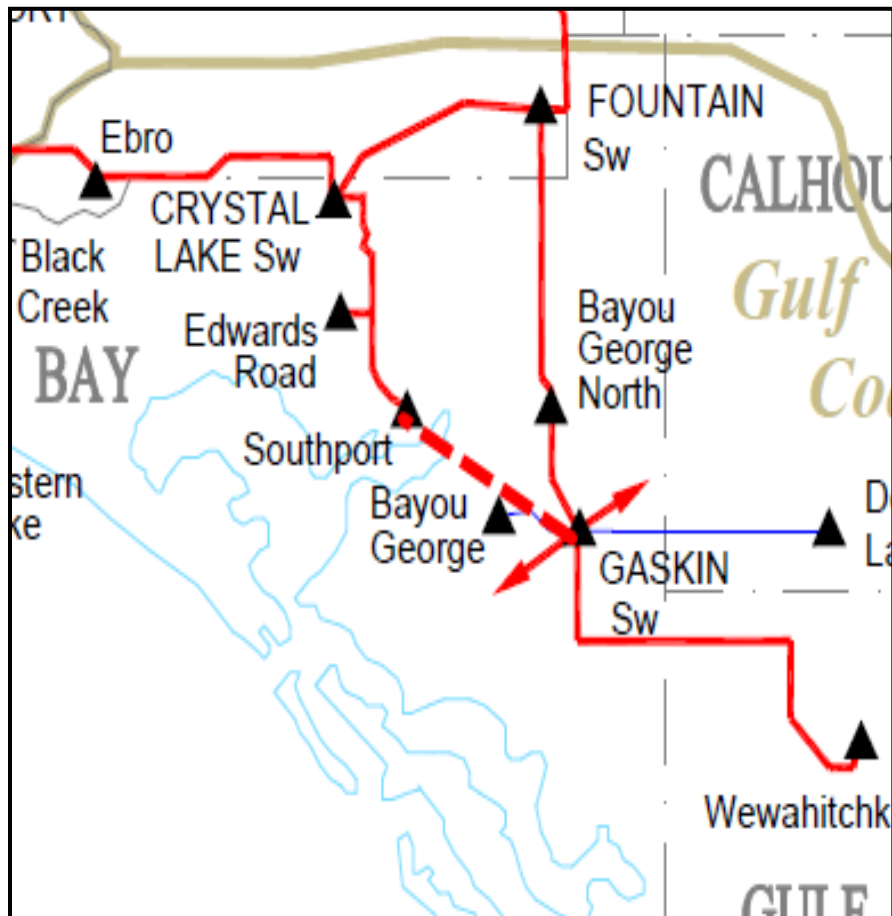 Ebro
FOUNTAIN
Sw
CRYSTAL
LAKE Sw
CALHOU
Black
Creek
Gulf
Edwards
Road
Bayou
George
North
BAY
Coo
Southport
stern
ke
Bayou
George
GASKIN
Sw
La
Wewahitchk
GULF